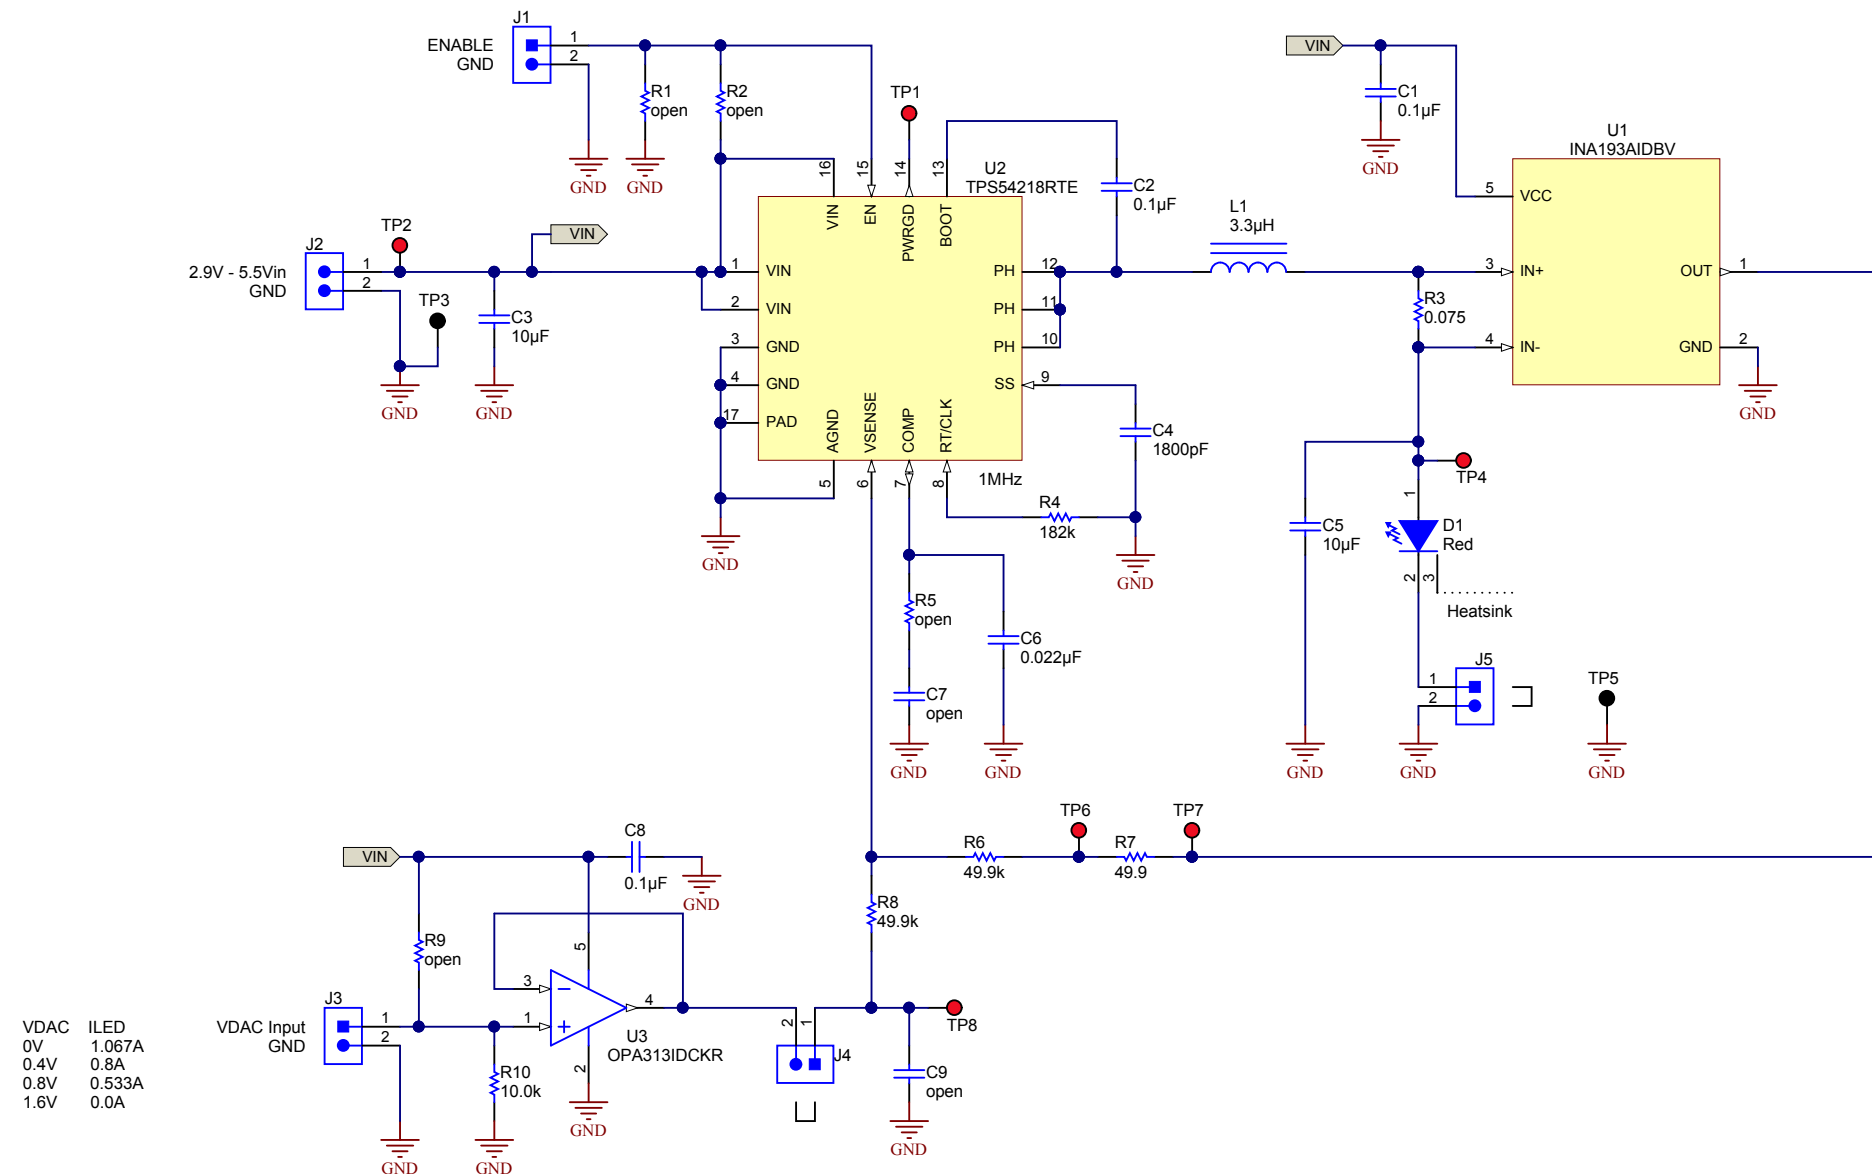 J1
ENABLE
GND
1
2
R1
open
R2
open
GND
GND
TP1
VIN
C1
0.1µF
GND
U1
INA193AIDBV
5
VCC
3
IN+
4
IN-
OUT
1
GND
2
GND
16
15
14
13
U2
TPS54218RTE
C2
0.1µF
L1
3.3µH
VIN
EN
PWRGD
BOOT
TP2
VIN
J2
2.9V - 5.5Vin
GND
1
2
TP3
C3
10µF
GND
GND
1
VIN
2
VIN
3
GND
4
GND
17
PAD
PH
12
PH
11
PH
10
SS
9
AGND
VSENSE
COMP
RT/CLK
5
6
7
8
1MHz
C4
1800pF
R4
182k
GND
GND
R3
0.075
TP4
1
D1
Red
2
3
Heatsink
C5
10µF
R5
open
C6
0.022µF
C7
open
GND
GND
GND
J5
1
2
GND
TP5
GND
TP6
TP7
R6
49.9k
R7
49.9
R8
49.9k
VIN
C8
0.1µF
GND
R9
open
5
3
4
1
2
U3
OPA313IDCKR
GND
J3
VDAC Input
GND
1
2
R10
10.0k
GND
GND
2
1
J4
TP8
C9
open
GND
VDAC ILED
0V 1.067A
0.4V 0.8A
0.8V 0.533A
1.6V 0.0A